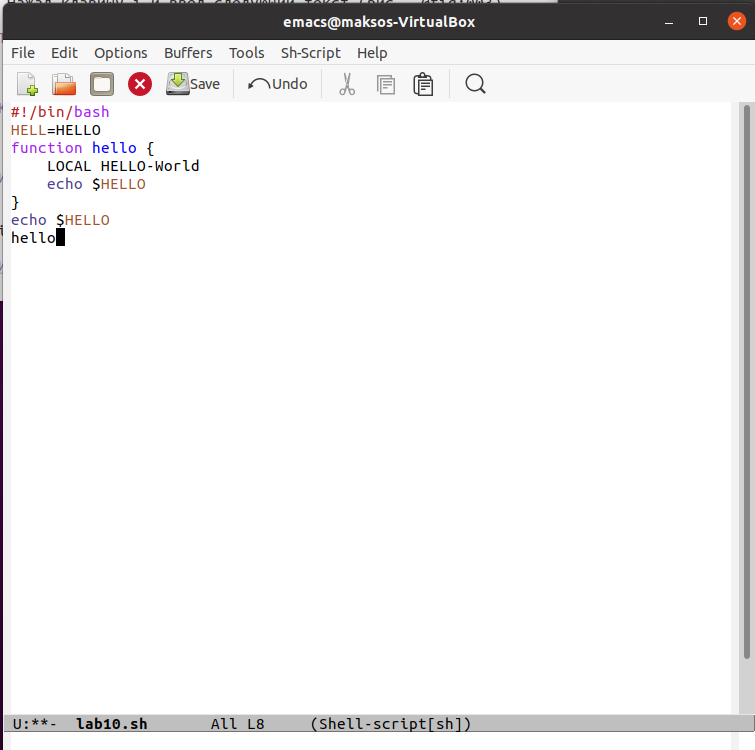 emacs@maksos-VirtualBox
File Edit Options Buffers Tools Sh-Script Help
Save Undo
#!/bin/bash
HELL=HELLO
function hello {
    LOCAL HELLO-World
    echo $HELLO
}
echo $HELLO
hello
U:**-  lab10.sh       All L8     (Shell-script[sh])